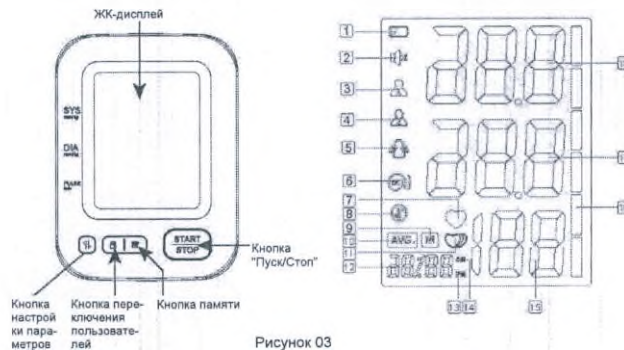 ЖК-дисплей
SYS
DIA
START
STOP
Кнопка
"Пуск/Стоп"
Кнопка
настрой
ки пара-
метров
Кнопка пере-
ключения
пользовате-
лей
Кнопка памяти
1
2
3
4
5
6
7
8
9
10
11
12
AVG.
M
13
14
15
Рисунок 03